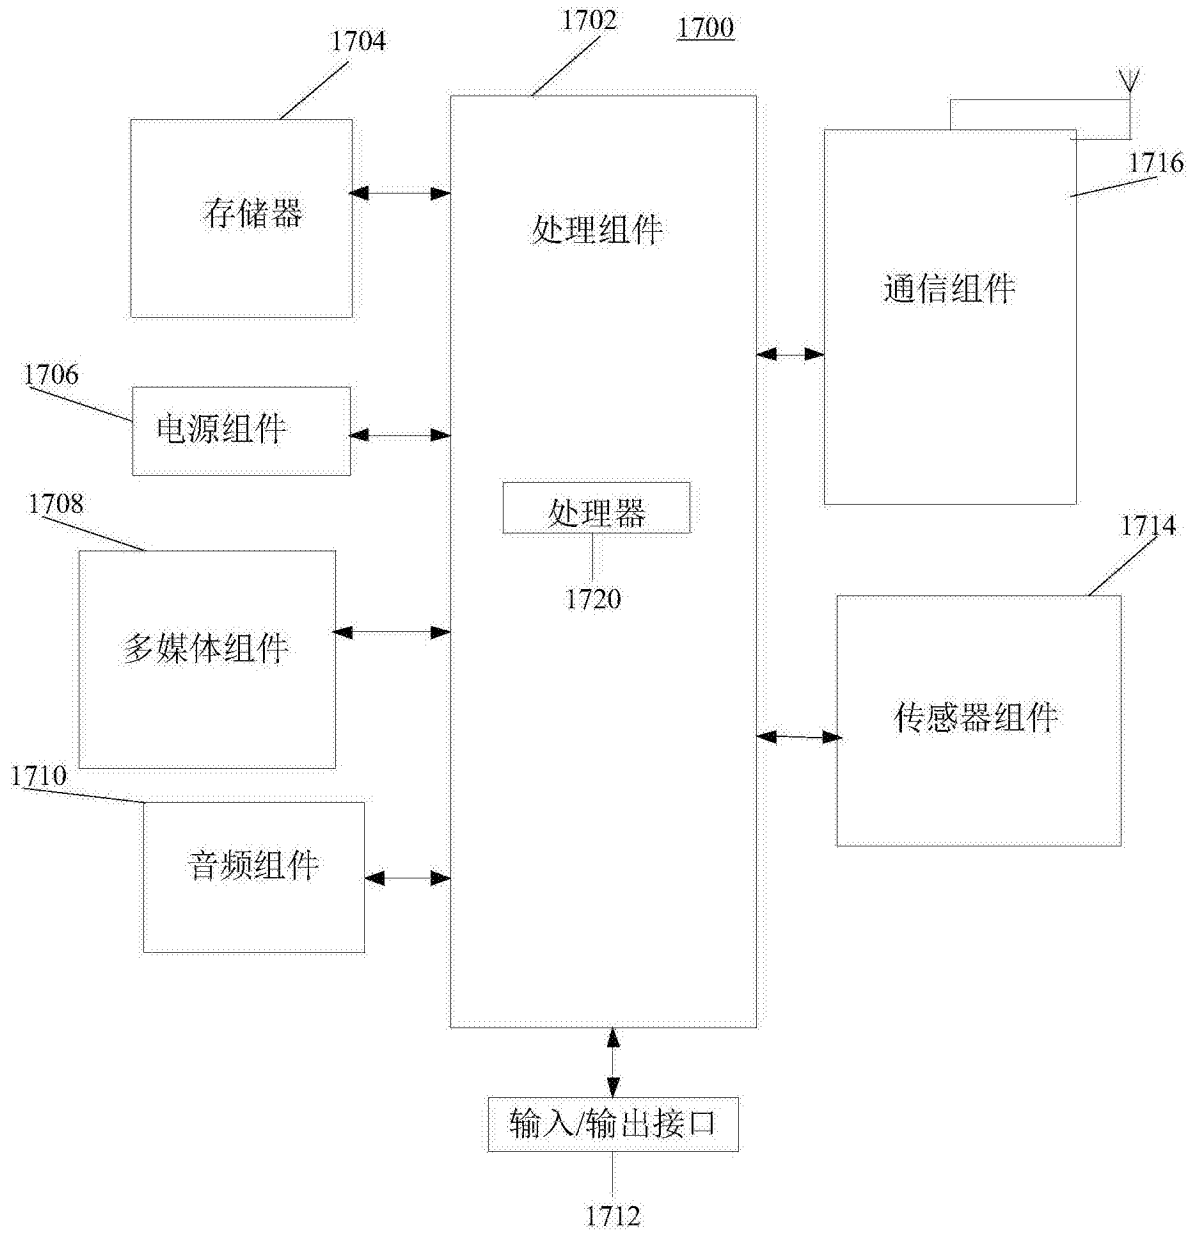 1702
1700
1704
1716
存储器
处理组件
通信组件
1706
电源组件
1708
处理器
1714
1720
多媒体组件
传感器组件
1710
音频组件
输入/输出接口
1712